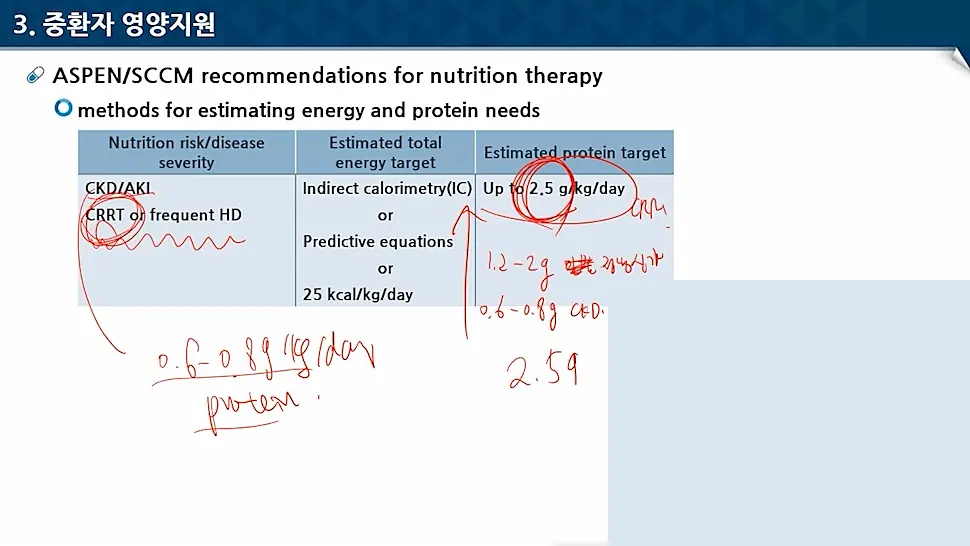 3. 중환자 영양지원
ASPEN/SCCM recommendations for nutrition therapy
methods for estimating energy and protein needs
Nutrition risk/disease severity
Estimated total energy target
Estimated protein target
CKD/AKI
Indirect calorimetry(IC)
Up to 2.5 g/kg/day
CRRT or frequent HD
or
CRRT
Predictive equations
or
1.2-2g
25 kcal/kg/day
0.6-0.8g CKD.
0.6-0.8g/kg/day
protein.
2.5g